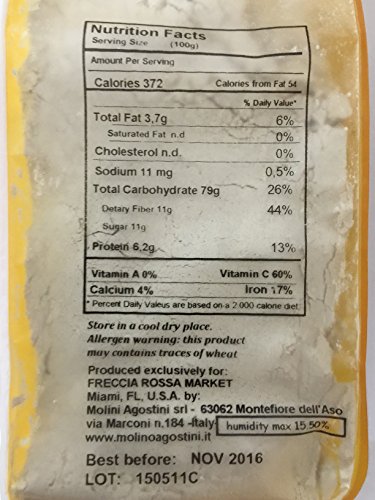 Nutrition Facts
Serving Size (100g)
Amount Per Serving
Calories 372 Calories from Fat 54
% Daily Value*
Total Fat 3,7g 6%
Saturated Fat n.d 0%
Cholesterol n.d. 0%
Sodium 11 mg 0,5%
Total Carbohydrate 79g 26%
Detary Fiber 11g 44%
Sugar 11g
Protein 6,2g 13%
Vitamin A 0% Vitamin C 60%
Calcium 4% Iron 17%
* Percent Daily Valeus are based on a 2.000 calorie diet
Store in a cool dry place.
Allergen warning: this product
may contains traces of wheat
Produced exclusively for:
FRECCIA ROSSA MARKET
Miami, FL, U.S.A. by:
Molini Agostini srl - 63062 Montefiore dell'Aso
via Marconi n.184 -Italy- humidity max 15.50%
www.molinoagostini.it
Best before: NOV 2016
LOT: 150511C